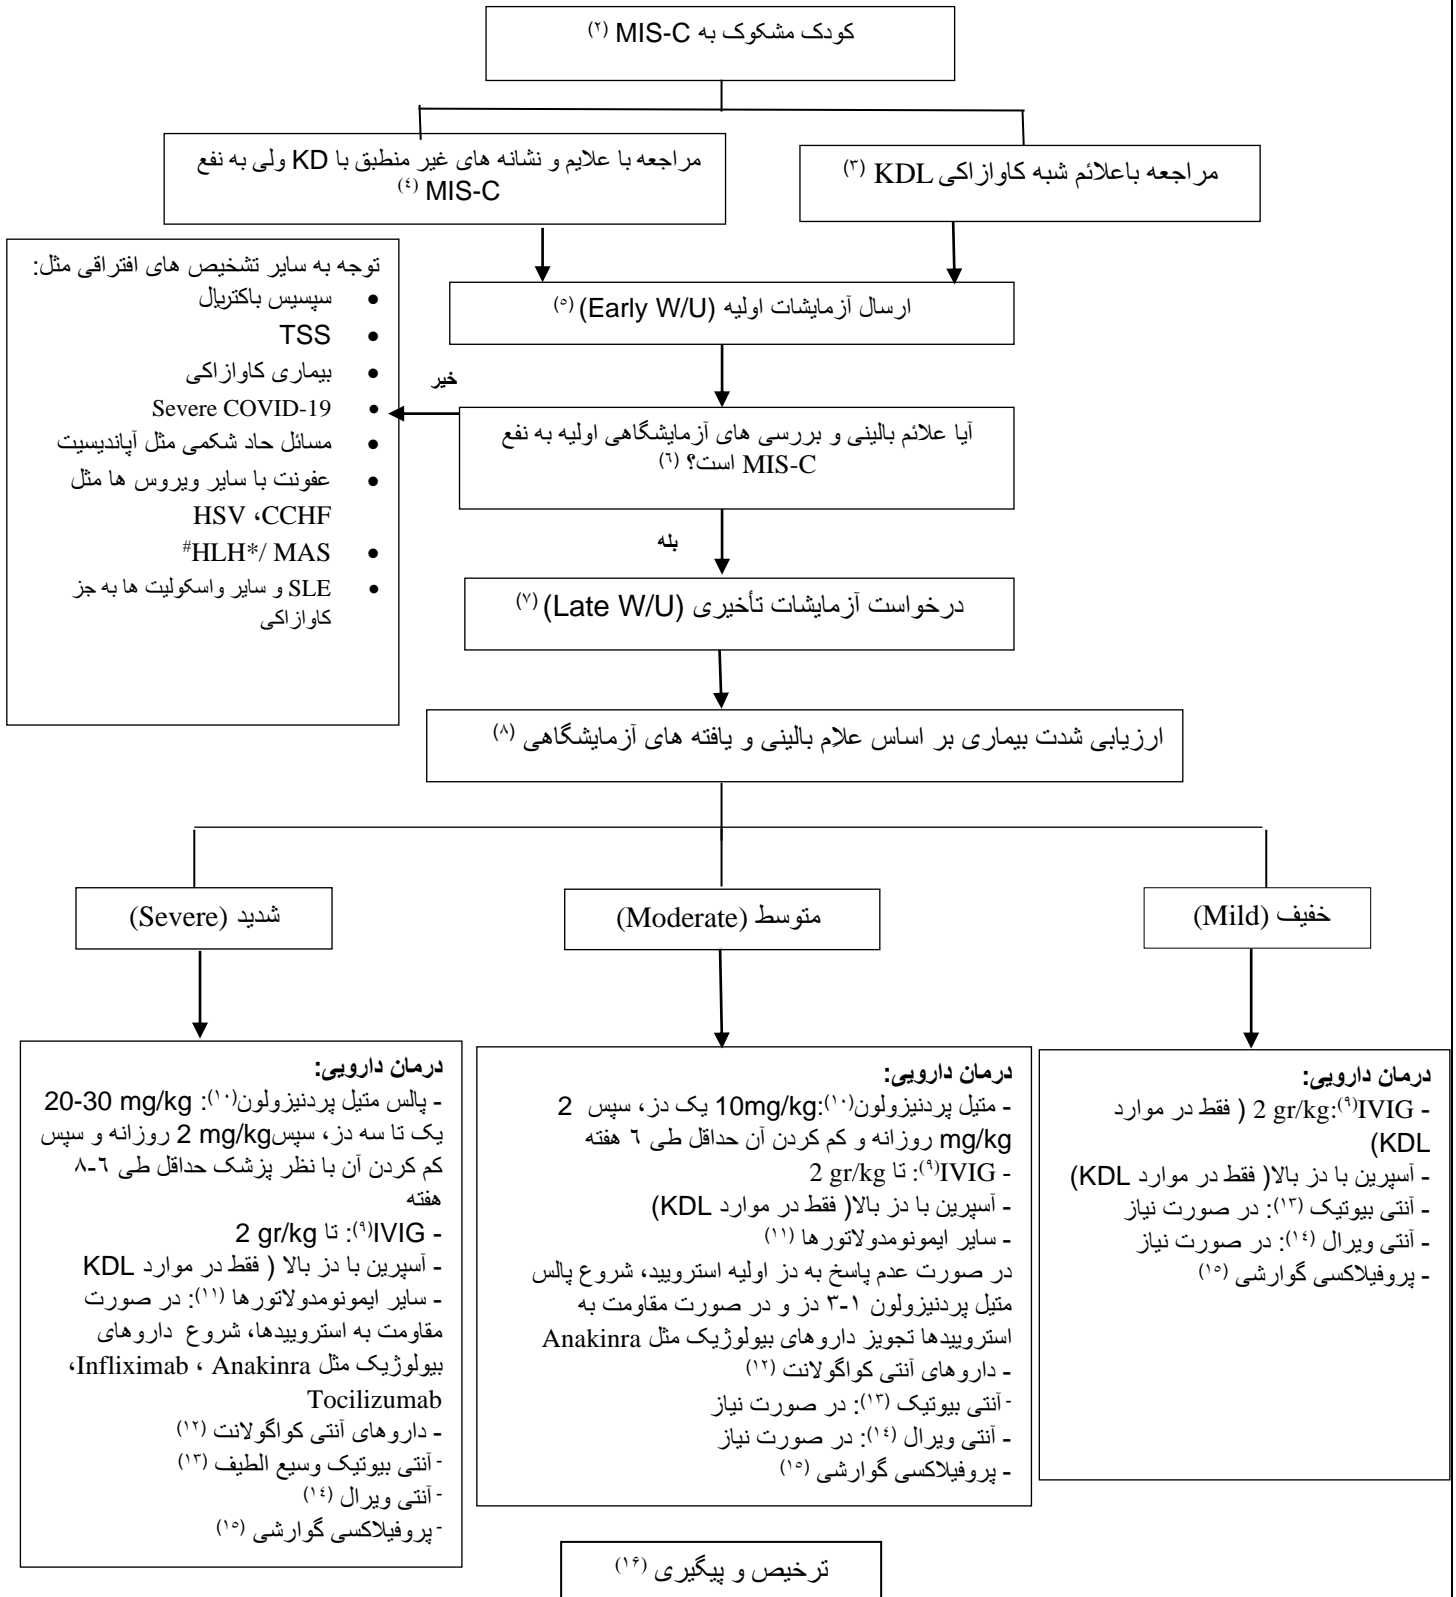 کودک مشکوک به MIS-C (۲)
مراجعه با علایم و نشانه های غیر منطبق با KD ولی به نفع
MIS-C (٤)
مراجعه باعلائم شبه کاوازاکی KDL (۳)
ارسال آزمایشات اولیه (Early W/U) (٥)
توجه به سایر تشخیص های افتراقی مثل:
• سپسیس باکتریال
• TSS
• بیماری کاوازاکی
• Severe COVID-19
• مسائل حاد شکمی مثل آپاندیسیت
• عفونت با سایر ویروس ها مثل
HSV ،CCHF
• #HLH*/ MAS
• SLE و سایر واسکولیت ها به جز
کاوازاکی
خیر
آیا علائم بالینی و بررسی های آزمایشگاهی اولیه به نفع
MIS-C است؟ (٦)
بله
درخواست آزمایشات تأخیری (Late W/U) (۷)
ارزیابی شدت بیماری بر اساس علام بالینی و یافته های آزمایشگاهی (۸)
خفیف (Mild)
متوسط (Moderate)
شدید (Severe)
درمان دارویی:
- IVIG(۹): 2 gr/kg ( فقط در موارد
KDL)
- آسپرین با دز بالا( فقط در موارد KDL)
- آنتی بیوتیک (۱۳): در صورت نیاز
- آنتی ویرال (۱٤): در صورت نیاز
- پروفیلاکسی گوارشی (۱٥)
درمان دارویی:
- متیل پردنیزولون(۱۰): 10mg/kg یک دز، سپس 2
mg/kg روزانه و کم کردن آن حداقل طی ٦ هفته
- IVIG(۹): تا 2 gr/kg
- آسپرین با دز بالا( فقط در موارد KDL)
- سایر ایمونومدولاتورها (۱۱)
در صورت عدم پاسخ به دز اولیه استرویید، شروع پالس
متیل پردنیزولون ۱-۳ دز و در صورت مقاومت به
استروییدها تجویز داروهای بیولوژیک مثل Anakinra
- داروهای آنتی کواگولانت (۱۲)
- آنتی بیوتیک (۱۳): در صورت نیاز
- آنتی ویرال (۱٤): در صورت نیاز
- پروفیلاکسی گوارشی (۱٥)
درمان دارویی:
- پالس متیل پردنیزولون(۱۰): 20-30 mg/kg
یک تا سه دز، سپس 2 mg/kg روزانه و سپس
کم کردن آن با نظر پزشک حداقل طی ٦-۸
هفته
- IVIG(۹): تا 2 gr/kg
- آسپرین با دز بالا ( فقط در موارد KDL
- سایر ایمونومدولاتورها (۱۱): در صورت
مقاومت به استروییدها، شروع داروهای
بیولوژیک مثل Infliximab ، Anakinra،
Tocilizumab
- داروهای آنتی کواگولانت (۱۲)
- آنتی بیوتیک وسیع الطیف (۱۳)
- آنتی ویرال (۱٤)
- پروفیلاکسی گوارشی (۱٥)
ترخیص و پیگیری (۱۶)